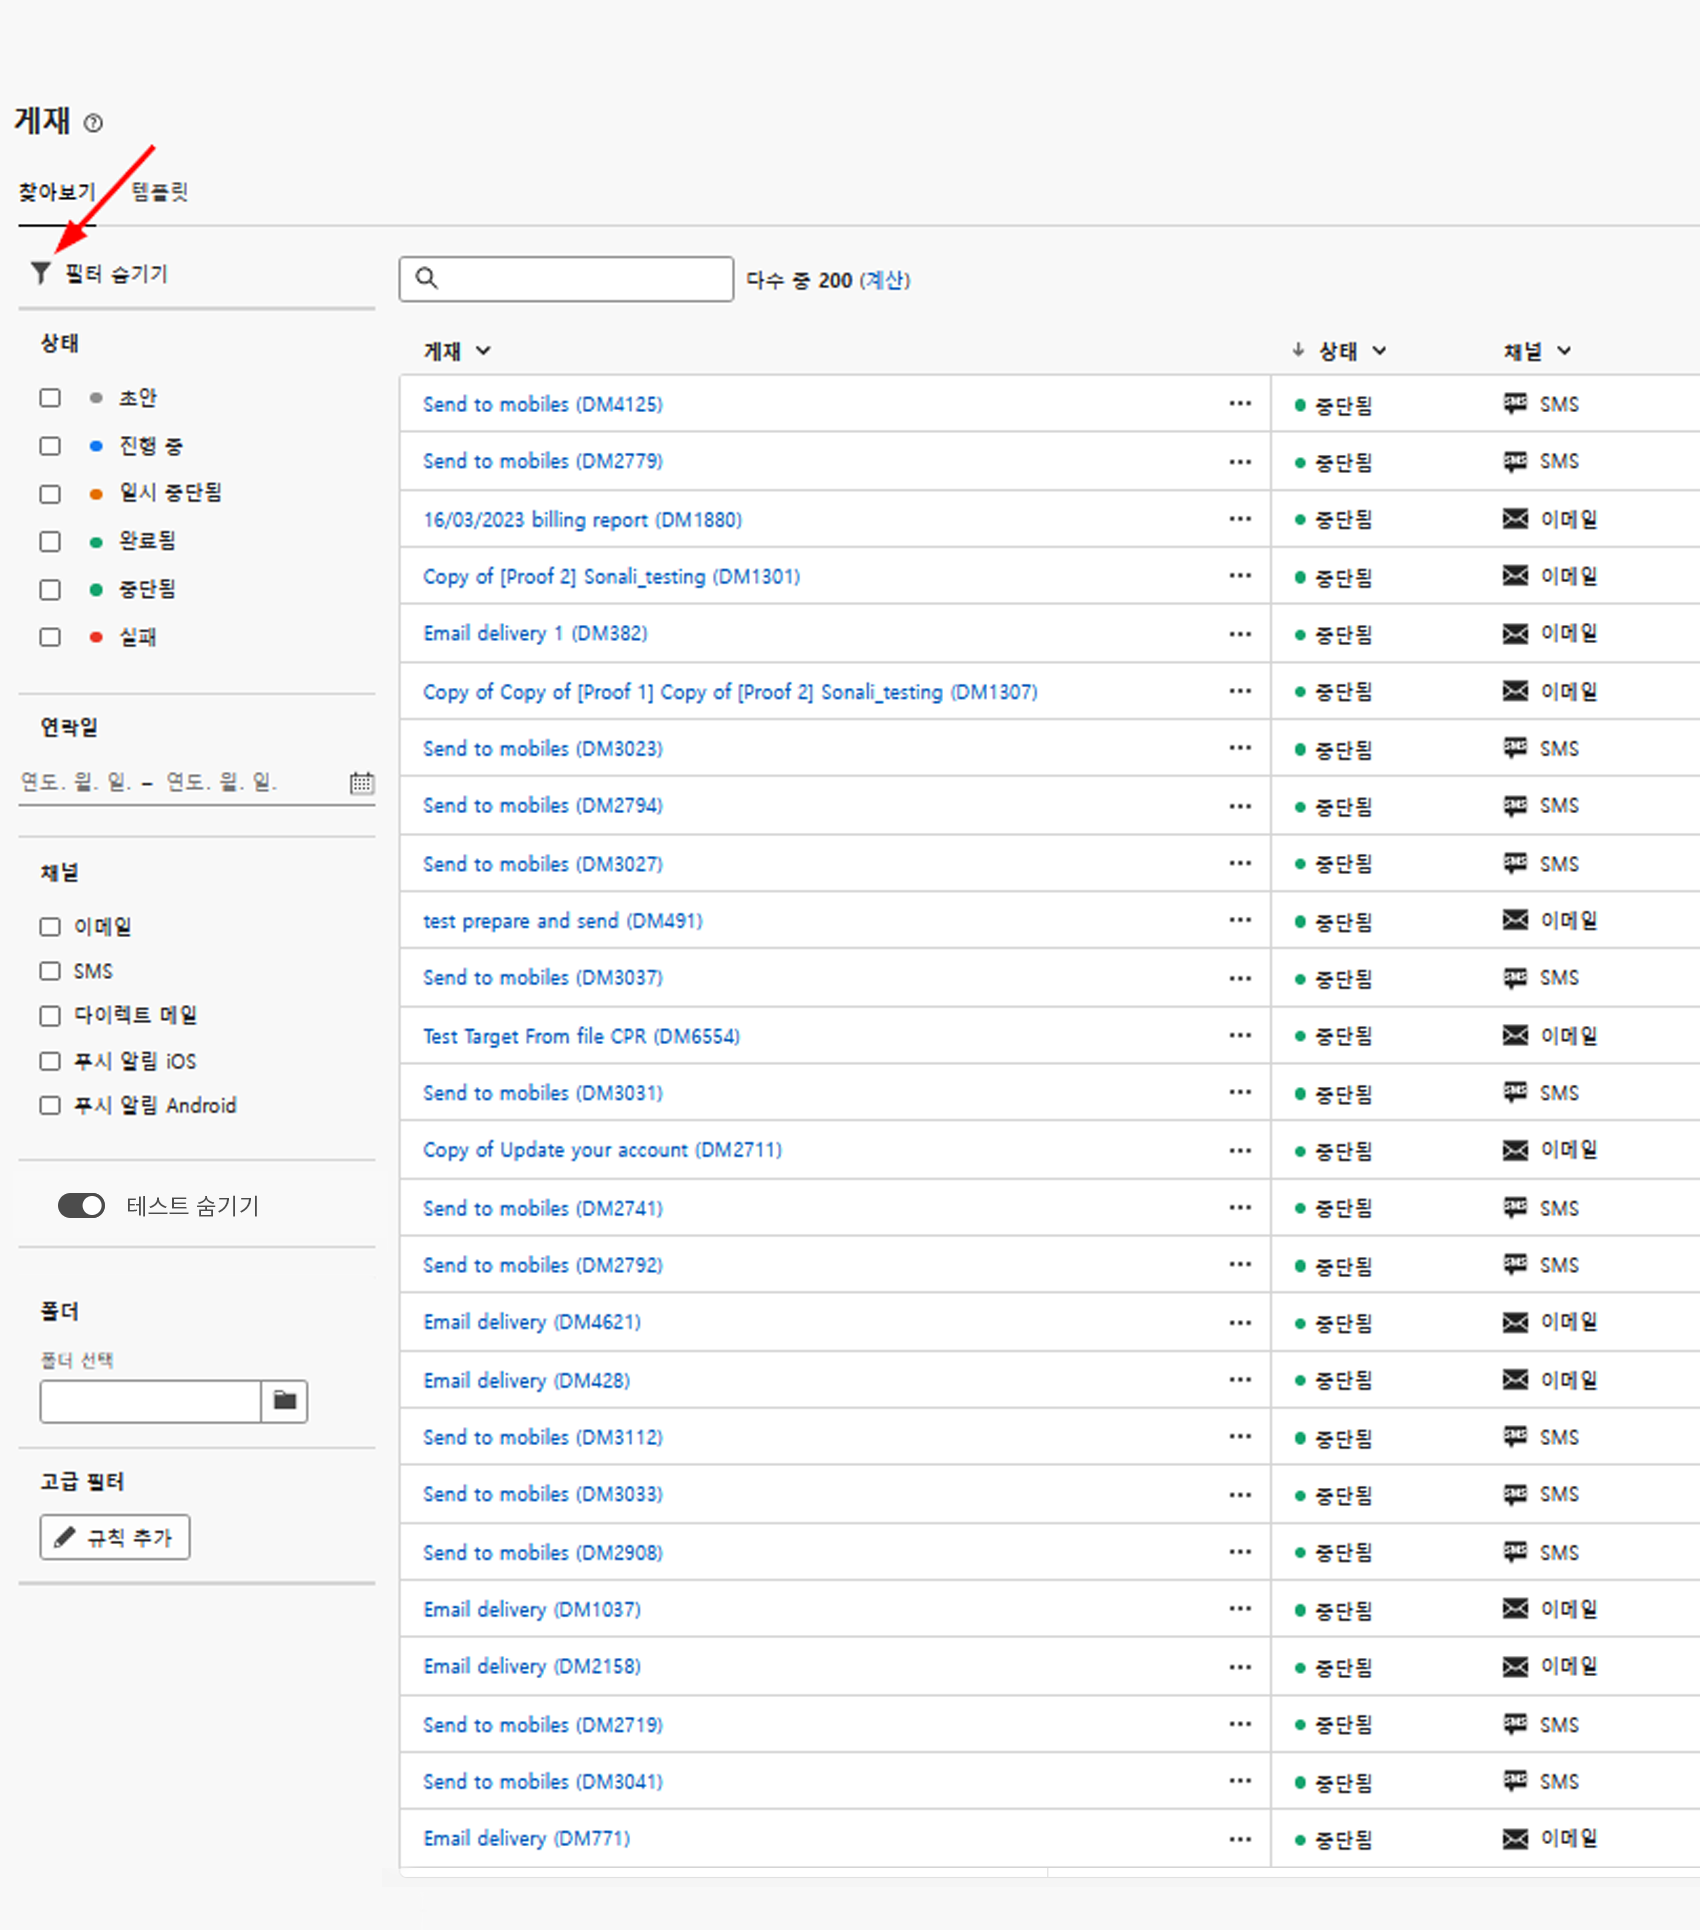 게재
찾아보기 템플릿
필터 숨기기
다수 중 200 (계산)
상태
초안
진행 중
일시 중단됨
완료됨
중단됨
실패
연락일
연도. 월. 일. – 연도. 월. 일.
채널
이메일
SMS
다이렉트 메일
푸시 알림 iOS
푸시 알림 Android
테스트 숨기기
폴더
폴더 선택
고급 필터
규칙 추가
게재 상태 채널
Send to mobiles (DM4125) 중단됨 SMS
Send to mobiles (DM2779) 중단됨 SMS
16/03/2023 billing report (DM1880) 중단됨 이메일
Copy of [Proof 2] Sonali_testing (DM1301) 중단됨 이메일
Email delivery 1 (DM382) 중단됨 이메일
Copy of Copy of [Proof 1] Copy of [Proof 2] Sonali_testing (DM1307) 중단됨 이메일
Send to mobiles (DM3023) 중단됨 SMS
Send to mobiles (DM2794) 중단됨 SMS
Send to mobiles (DM3027) 중단됨 SMS
test prepare and send (DM491) 중단됨 이메일
Send to mobiles (DM3037) 중단됨 SMS
Test Target From file CPR (DM6554) 중단됨 이메일
Send to mobiles (DM3031) 중단됨 SMS
Copy of Update your account (DM2711) 중단됨 이메일
Send to mobiles (DM2741) 중단됨 SMS
Send to mobiles (DM2792) 중단됨 SMS
Email delivery (DM4621) 중단됨 이메일
Email delivery (DM428) 중단됨 이메일
Send to mobiles (DM3112) 중단됨 SMS
Send to mobiles (DM3033) 중단됨 SMS
Send to mobiles (DM2908) 중단됨 SMS
Email delivery (DM1037) 중단됨 이메일
Email delivery (DM2158) 중단됨 이메일
Send to mobiles (DM2719) 중단됨 SMS
Send to mobiles (DM3041) 중단됨 SMS
Email delivery (DM771) 중단됨 이메일